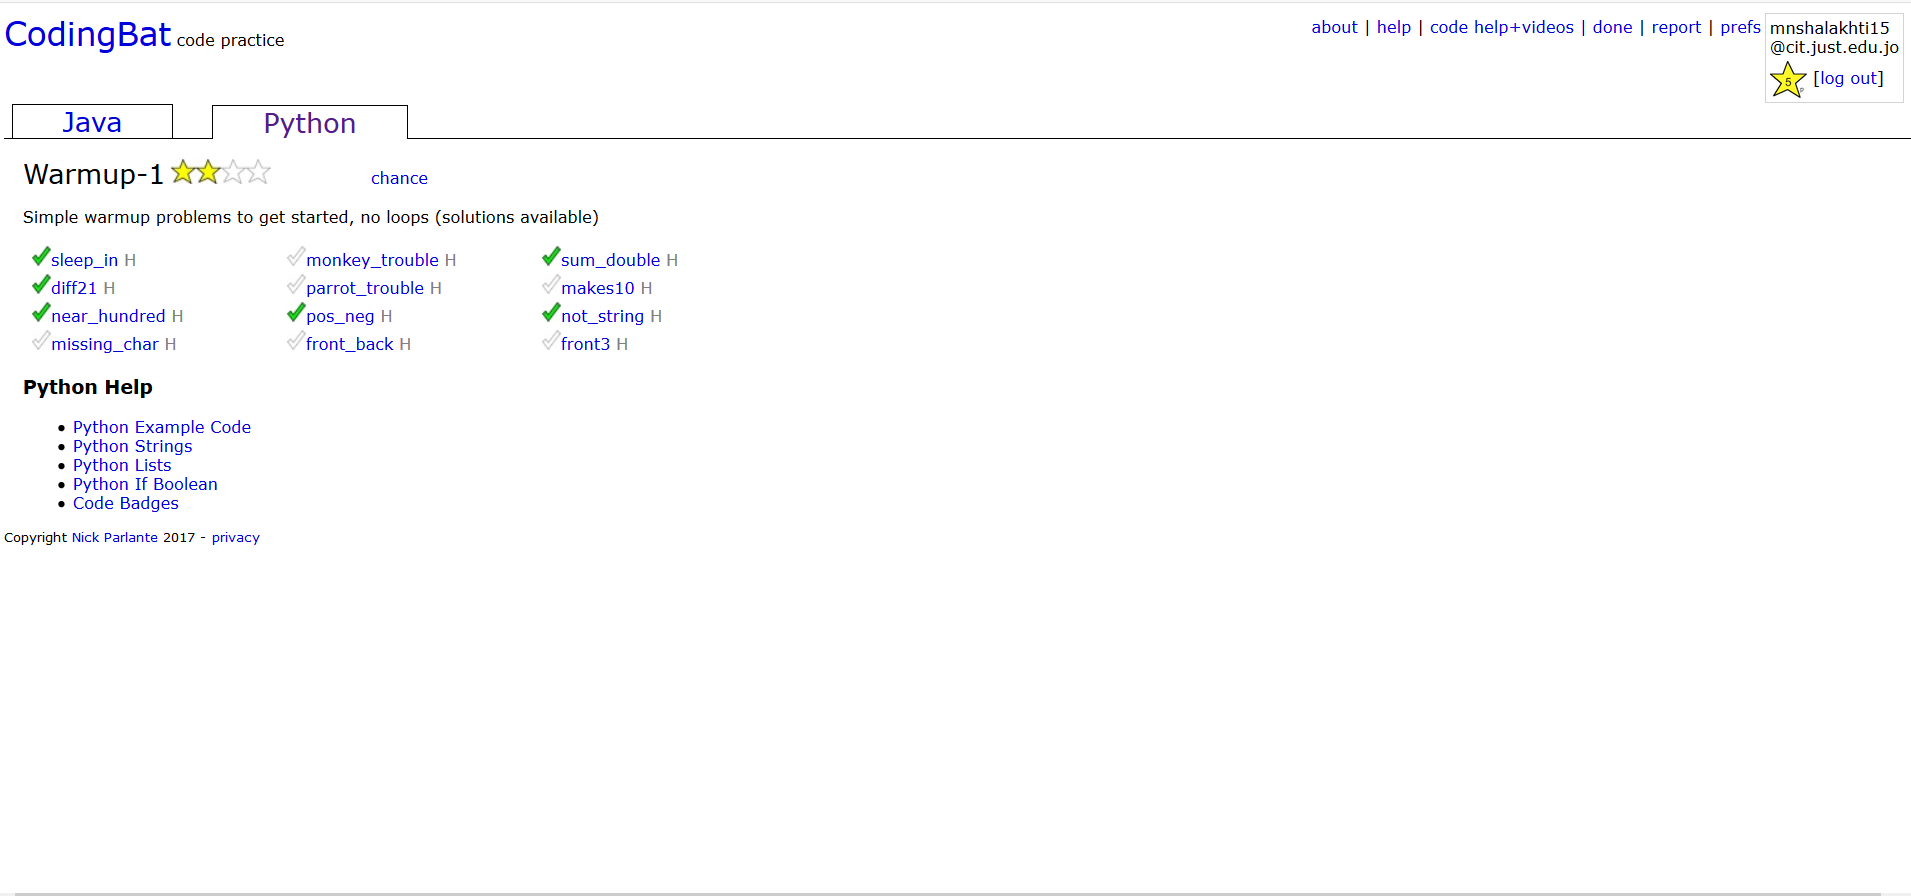 CodingBat code practice
about | help | code help+videos | done | report | prefs
mnshalakhti15
@cit.just.edu.jo
5 P [log out]
Java Python
Warmup-1 chance
Simple warmup problems to get started, no loops (solutions available)
sleep_in H monkey_trouble H sum_double H
diff21 H parrot_trouble H makes10 H
near_hundred H pos_neg H not_string H
missing_char H front_back H front3 H
Python Help
• Python Example Code
• Python Strings
• Python Lists
• Python If Boolean
• Code Badges
Copyright Nick Parlante 2017 - privacy